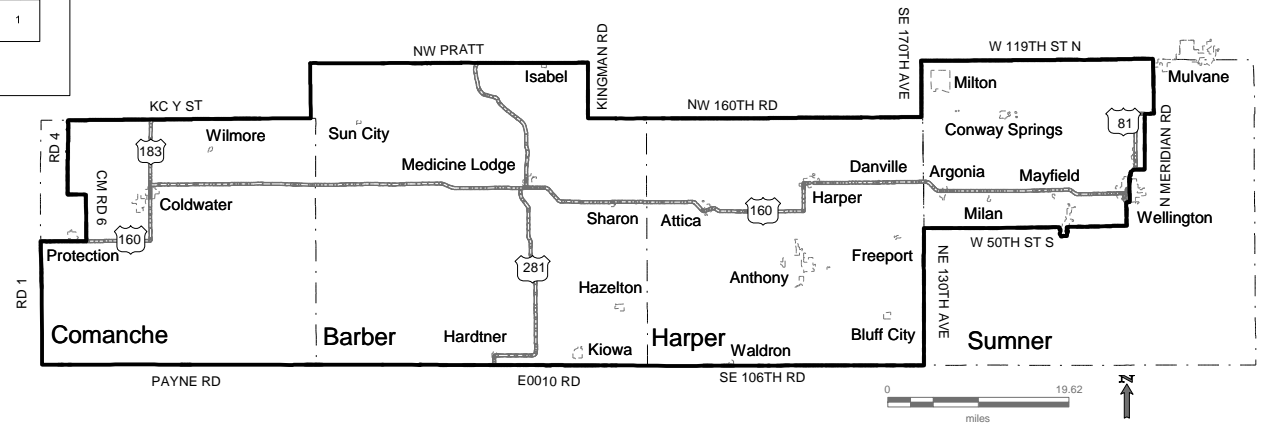 1
SE 170TH AVE
KINGMAN RD
NW PRATT
W 119TH ST N
Isabel
Mulvane
Milton
KC Y ST
NW 160TH RD
RD 4
Wilmore
Sun City
Conway Springs
81
N MERIDIAN RD
183
Medicine Lodge
Danville
Argonia
Mayfield
CM RD 6
Coldwater
Harper
Sharon
Attica
160
Milan
Wellington
160
W 50TH ST S
Protection
Freeport
281
Anthony
NE 130TH AVE
RD 1
Hazelton
Comanche
Barber
Hardtner
Harper
Bluff City
Sumner
Kiowa
Waldron
PAYNE RD
E0010 RD
SE 106TH RD
N
0
19.62
miles